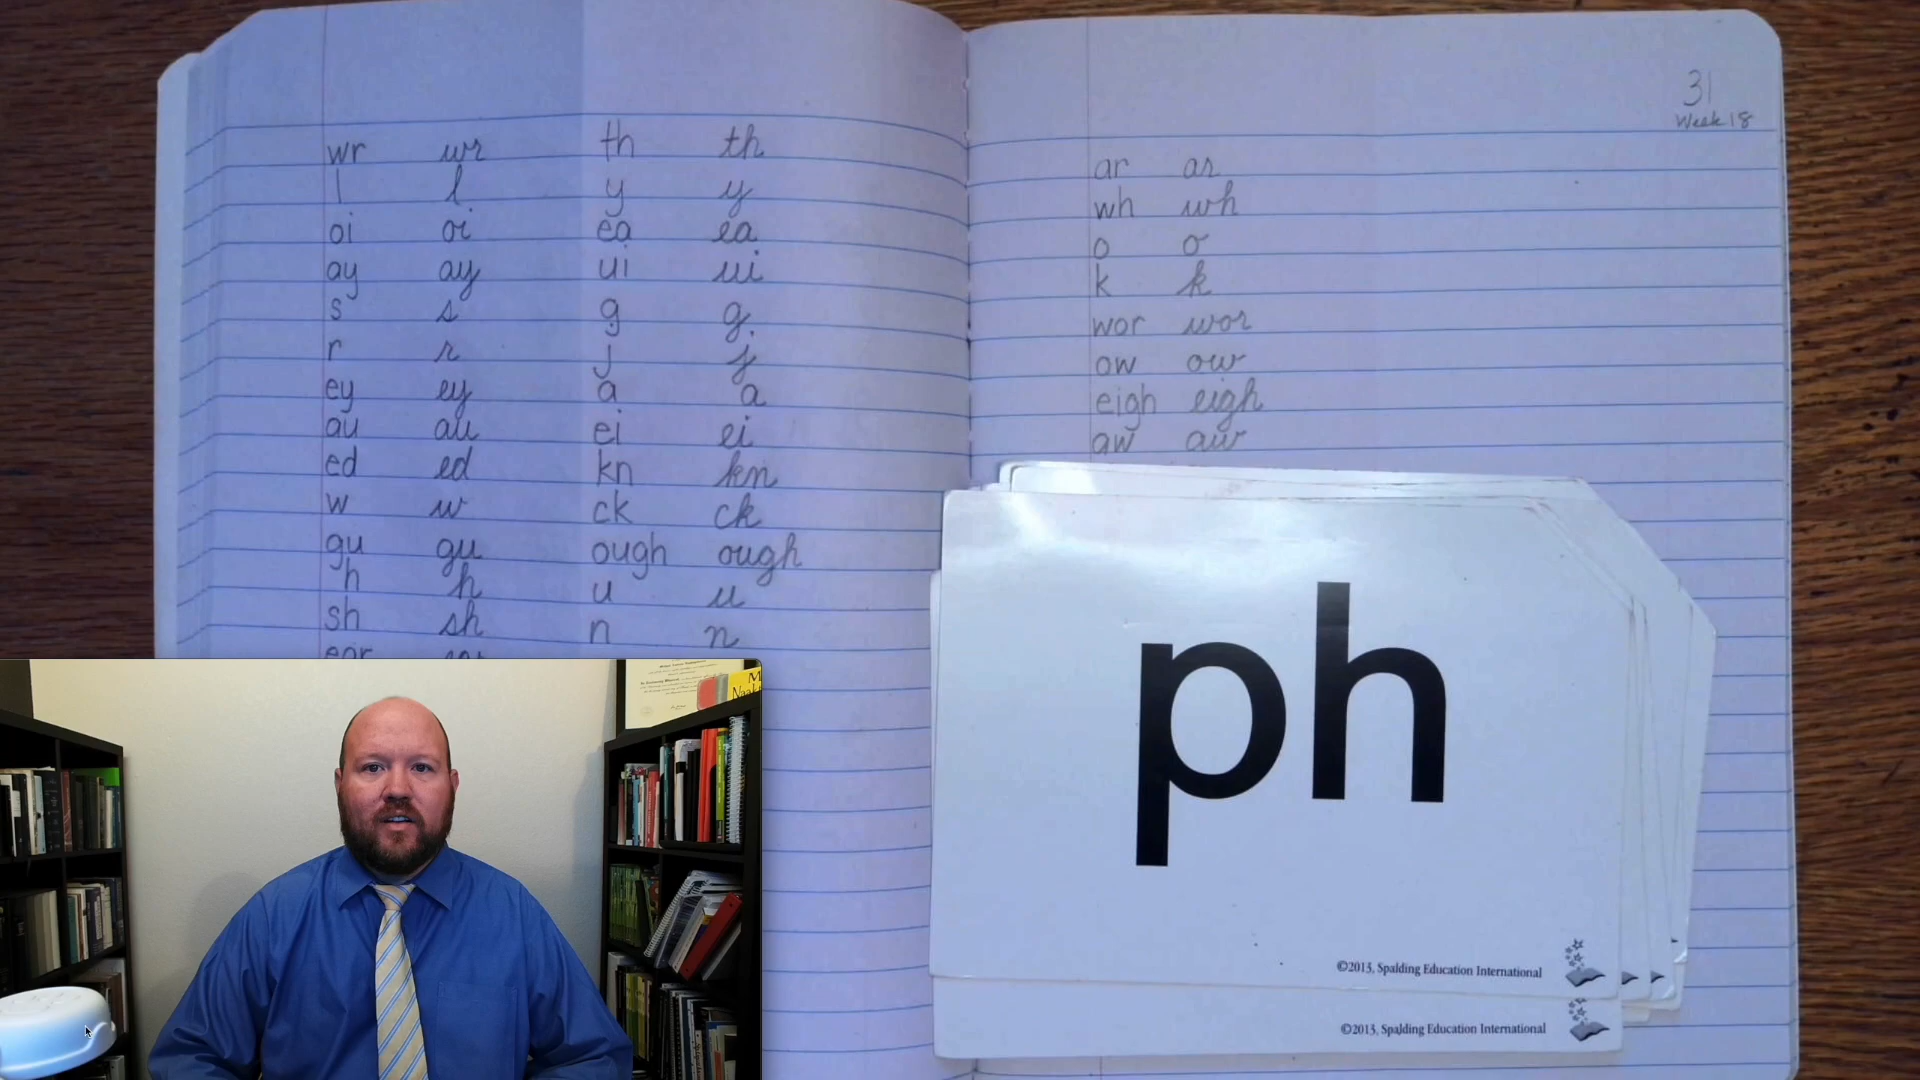 wr wr th th
l l y y
oi oi ea ea
ay ay ui ui
s s g g.
r r j j
ey ey a a
au au ei ei
ed ed kn kn
w w ck ck
gu gu ough ough
h h u u
sh sh n n
ear ear
31
Week 18
ar ar
wh wh
o o
k k
wor wor
ow ow
eigh eigh
aw aw
ph
©2013, Spalding Education International
©2013, Spalding Education International